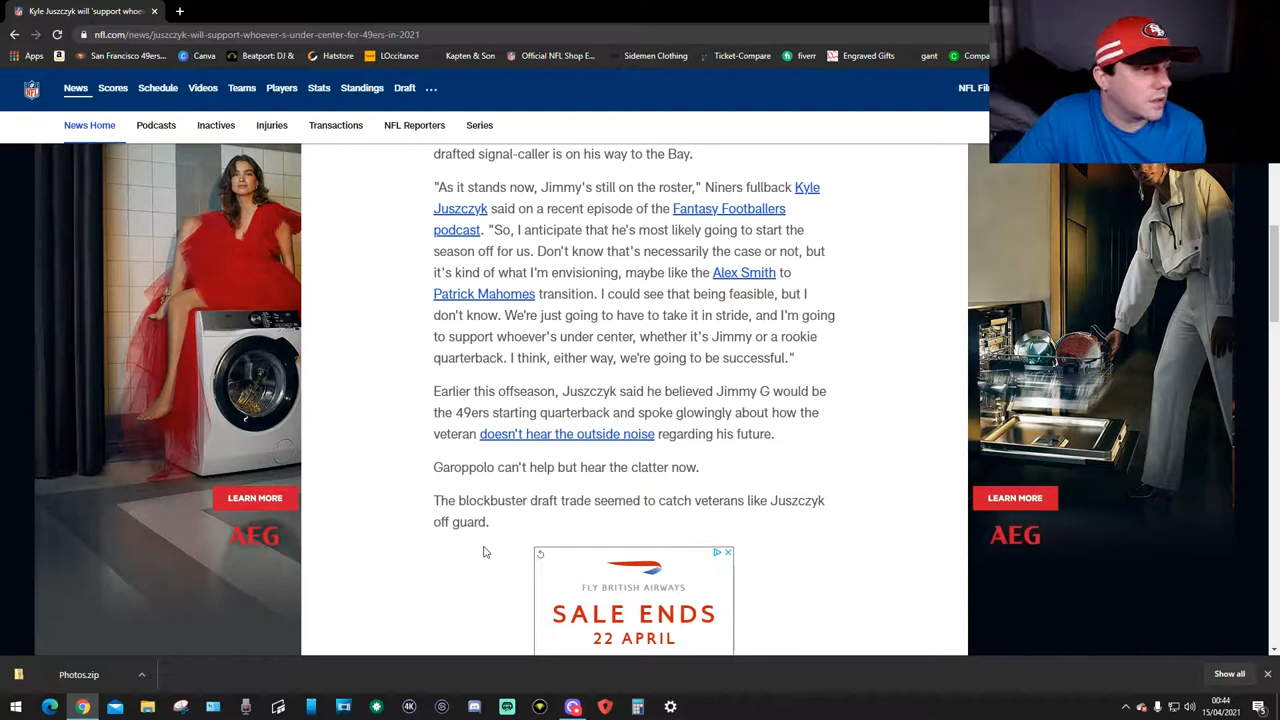 Kyle Juszczyk will 'support whoe
nfl.com/news/juszczyk-will-support-whoever-s-under-center-for-49ers-in-2021
Apps San Francisco 49ers... Canva Beatport: DJ & Hatstore LOccitance Kapten & Son Official NFL Shop E... Sidemen Clothing Ticket-Compare fiverr Engraved Gifts gant Compa
NFL
News Scores Schedule Videos Teams Players Stats Standings Draft ...
NFL Fil
News Home Podcasts Inactives Injuries Transactions NFL Reporters Series
drafted signal-caller is on his way to the Bay.
"As it stands now, Jimmy's still on the roster," Niners fullback Kyle
Juszczyk said on a recent episode of the Fantasy Footballers
podcast. "So, I anticipate that he's most likely going to start the
season off for us. Don't know that's necessarily the case or not, but
it's kind of what I'm envisioning, maybe like the Alex Smith to
Patrick Mahomes transition. I could see that being feasible, but I
don't know. We're just going to have to take it in stride, and I'm going
to support whoever's under center, whether it's Jimmy or a rookie
quarterback. I think, either way, we're going to be successful."
Earlier this offseason, Juszczyk said he believed Jimmy G would be
the 49ers starting quarterback and spoke glowingly about how the
veteran doesn't hear the outside noise regarding his future.
Garoppolo can't help but hear the clatter now.
The blockbuster draft trade seemed to catch veterans like Juszczyk
off guard.
LEARN MORE
AEG
LEARN MORE
AEG
FLY BRITISH AIRWAYS
SALE ENDS
22 APRIL
Photos.zip
Show all
4K
00:44
15/04/2021